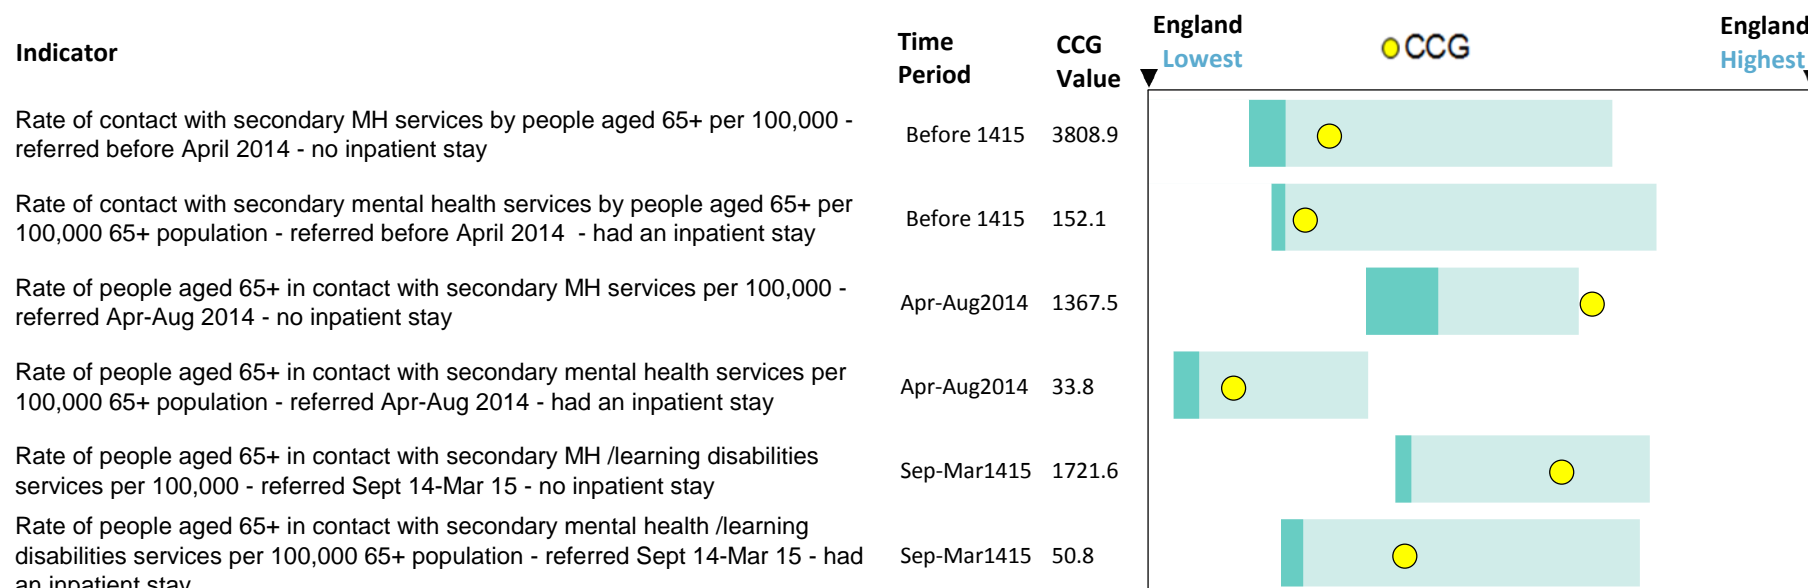 Indicator
Time
Period
CCG
Value
England
Lowest
CCG
England
Highest
Rate of contact with secondary MH services by people aged 65+ per 100,000 -
referred before April 2014 - no inpatient stay
Before 1415
3808.9
Rate of contact with secondary mental health services by people aged 65+ per
100,000 65+ population - referred before April 2014  - had an inpatient stay
Before 1415
152.1
Rate of people aged 65+ in contact with secondary MH services per 100,000 -
referred Apr-Aug 2014 - no inpatient stay
Apr-Aug2014
1367.5
Rate of people aged 65+ in contact with secondary mental health services per
100,000 65+ population - referred Apr-Aug 2014 - had an inpatient stay
Apr-Aug2014
33.8
Rate of people aged 65+ in contact with secondary MH /learning disabilities
services per 100,000 - referred Sept 14-Mar 15 - no inpatient stay
Sep-Mar1415
1721.6
Rate of people aged 65+ in contact with secondary mental health /learning
disabilities services per 100,000 65+ population - referred Sept 14-Mar 15 - had
an inpatient stay
Sep-Mar1415
50.8